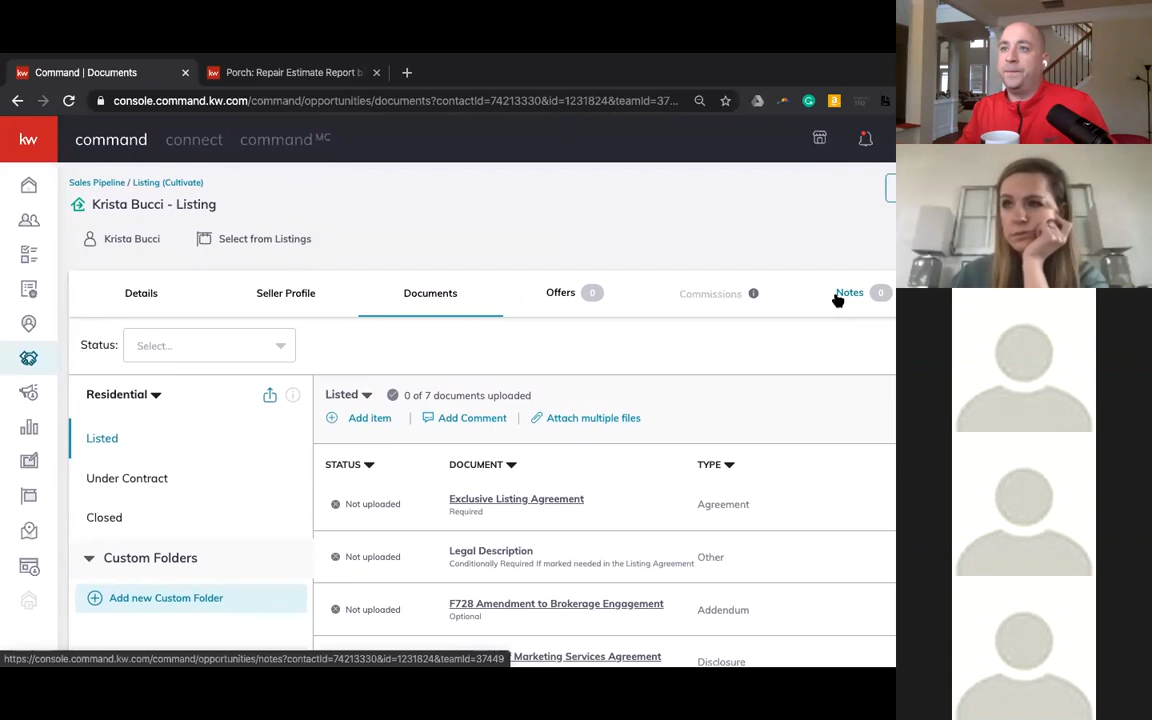 kw Command | Documents
kw Porch: Repair Estimate Report b
console.command.kw.com/command/opportunities/documents?contactId=74213330&id=1231824&teamId=37...
kw command connect command MC
Sales Pipeline / Listing (Cultivate)
Krista Bucci - Listing
Krista Bucci Select from Listings
Details Seller Profile Documents Offers 0 Commissions Notes 0
Status: Select...
Residential
Listed
Under Contract
Closed
Custom Folders
Add new Custom Folder
Listed 0 of 7 documents uploaded
Add item | Add Comment | Attach multiple files
STATUS DOCUMENT TYPE
Not uploaded Exclusive Listing Agreement Agreement
Required
Not uploaded Legal Description Other
Conditionally Required If marked needed in the Listing Agreement
Not uploaded F728 Amendment to Brokerage Engagement Addendum
Optional
Marketing Services Agreement Disclosure
https://console.command.kw.com/command/opportunities/notes?contactId=74213330&id=1231824&teamId=37449